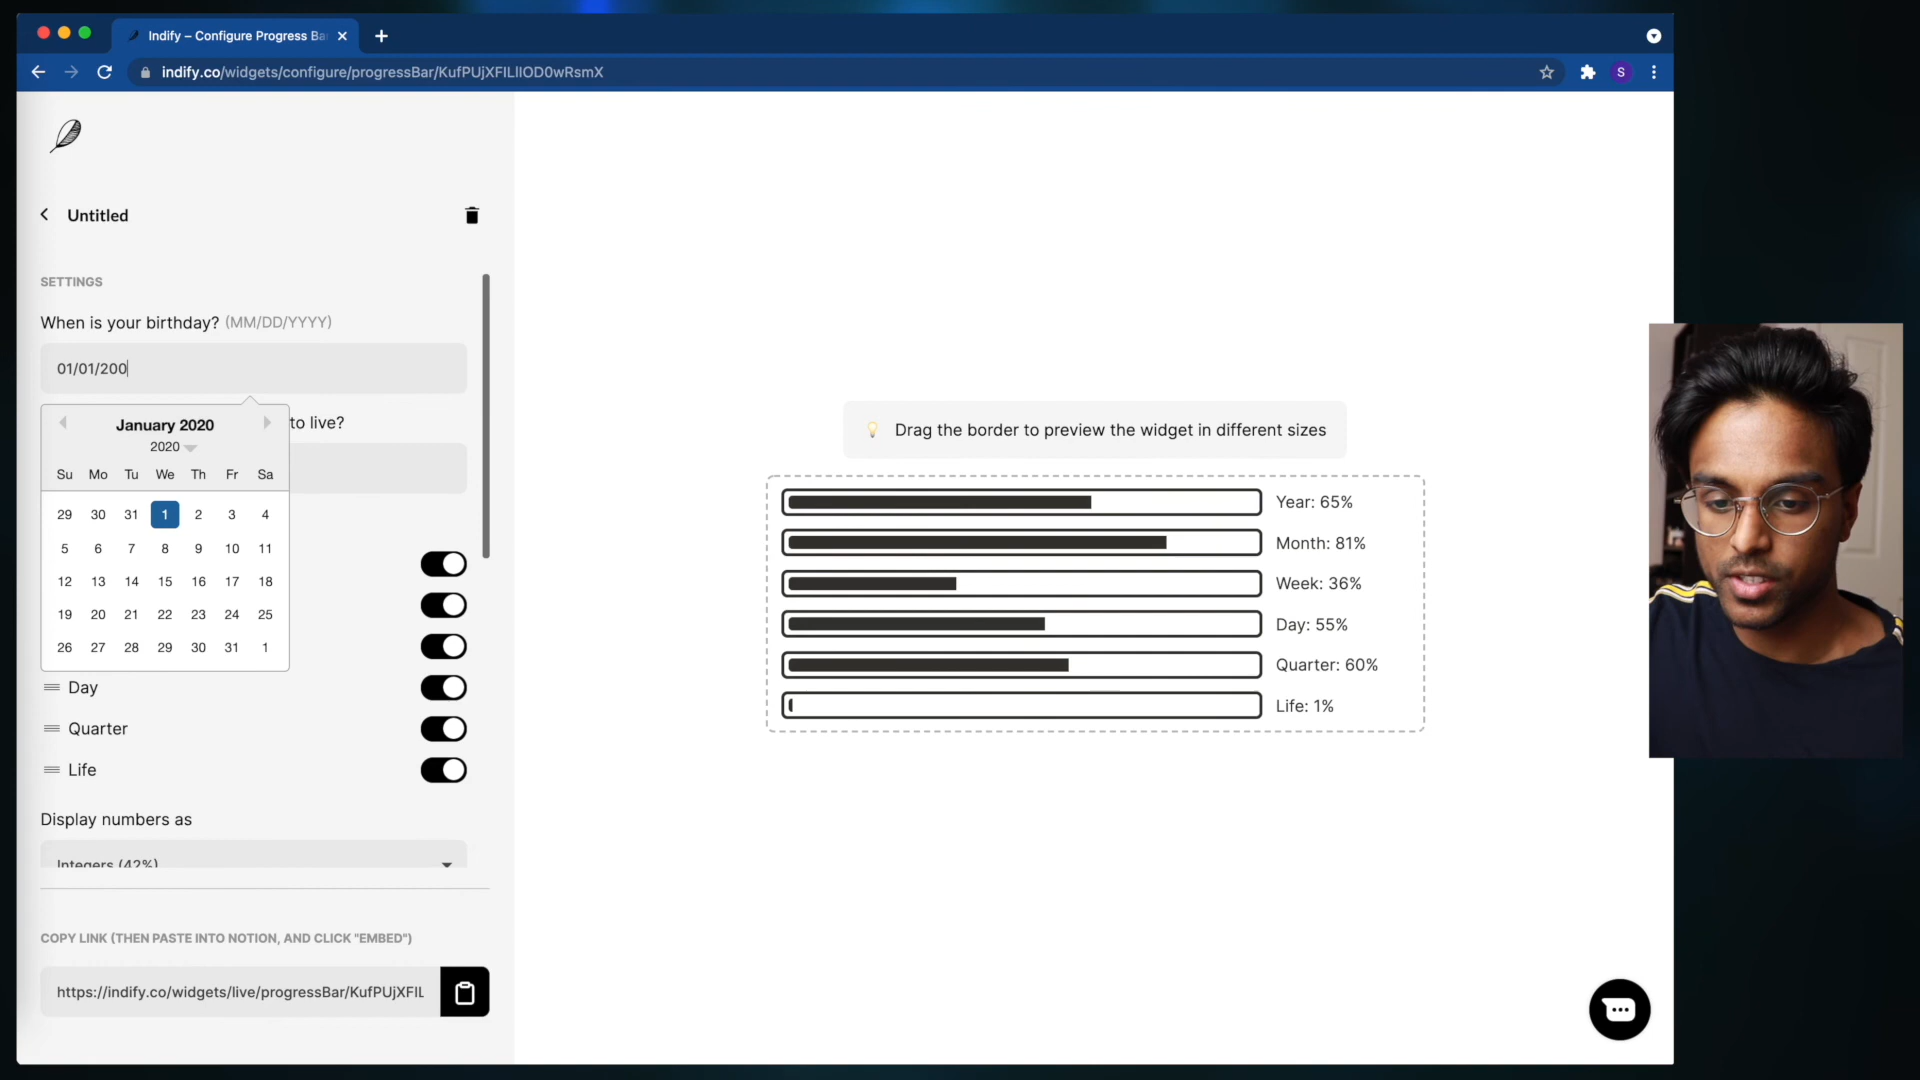 Indify – Configure Progress Ba
indify.co/widgets/configure/progressBar/KufPUjXFILIIOD0wRsmX
S
Untitled
SETTINGS
When is your birthday? (MM/DD/YYYY)
01/01/200
to live?
January 2020
2020
Su Mo Tu We Th Fr Sa
29 30 31 1 2 3 4
5 6 7 8 9 10 11
12 13 14 15 16 17 18
19 20 21 22 23 24 25
26 27 28 29 30 31 1
Day
Quarter
Life
Display numbers as
Integers (42%)
COPY LINK (THEN PASTE INTO NOTION, AND CLICK "EMBED")
https://indify.co/widgets/live/progressBar/KufPUjXFIL
Drag the border to preview the widget in different sizes
Year: 65%
Month: 81%
Week: 36%
Day: 55%
Quarter: 60%
Life: 1%